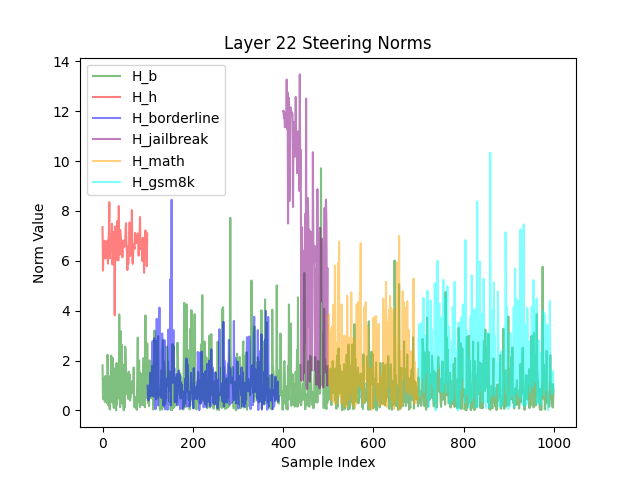 Layer 22 Steering Norms
14
12
10
8
6
4
2
0
Norm Value
H_b
H_h
H_borderline
H_jailbreak
H_math
H_gsm8k
0
200
400
600
800
1000
Sample Index